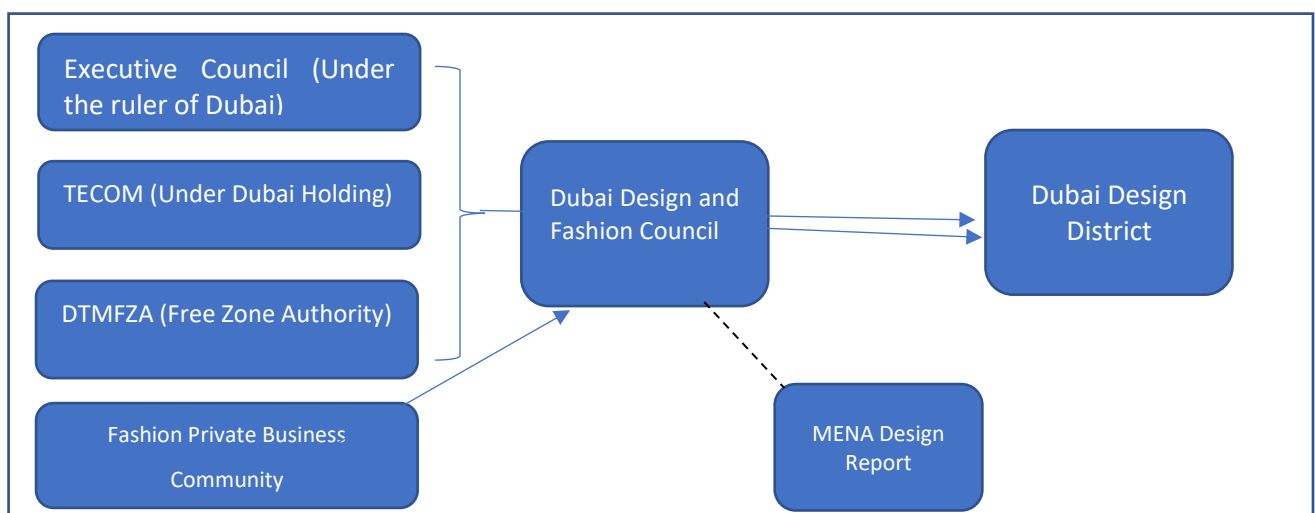 Executive Council (Under
the ruler of Dubai)
TECOM (Under Dubai Holding)
DTMFZA (Free Zone Authority)
Fashion Private Business
Community
Dubai Design and
Fashion Council
Dubai Design
District
MENA Design
Report